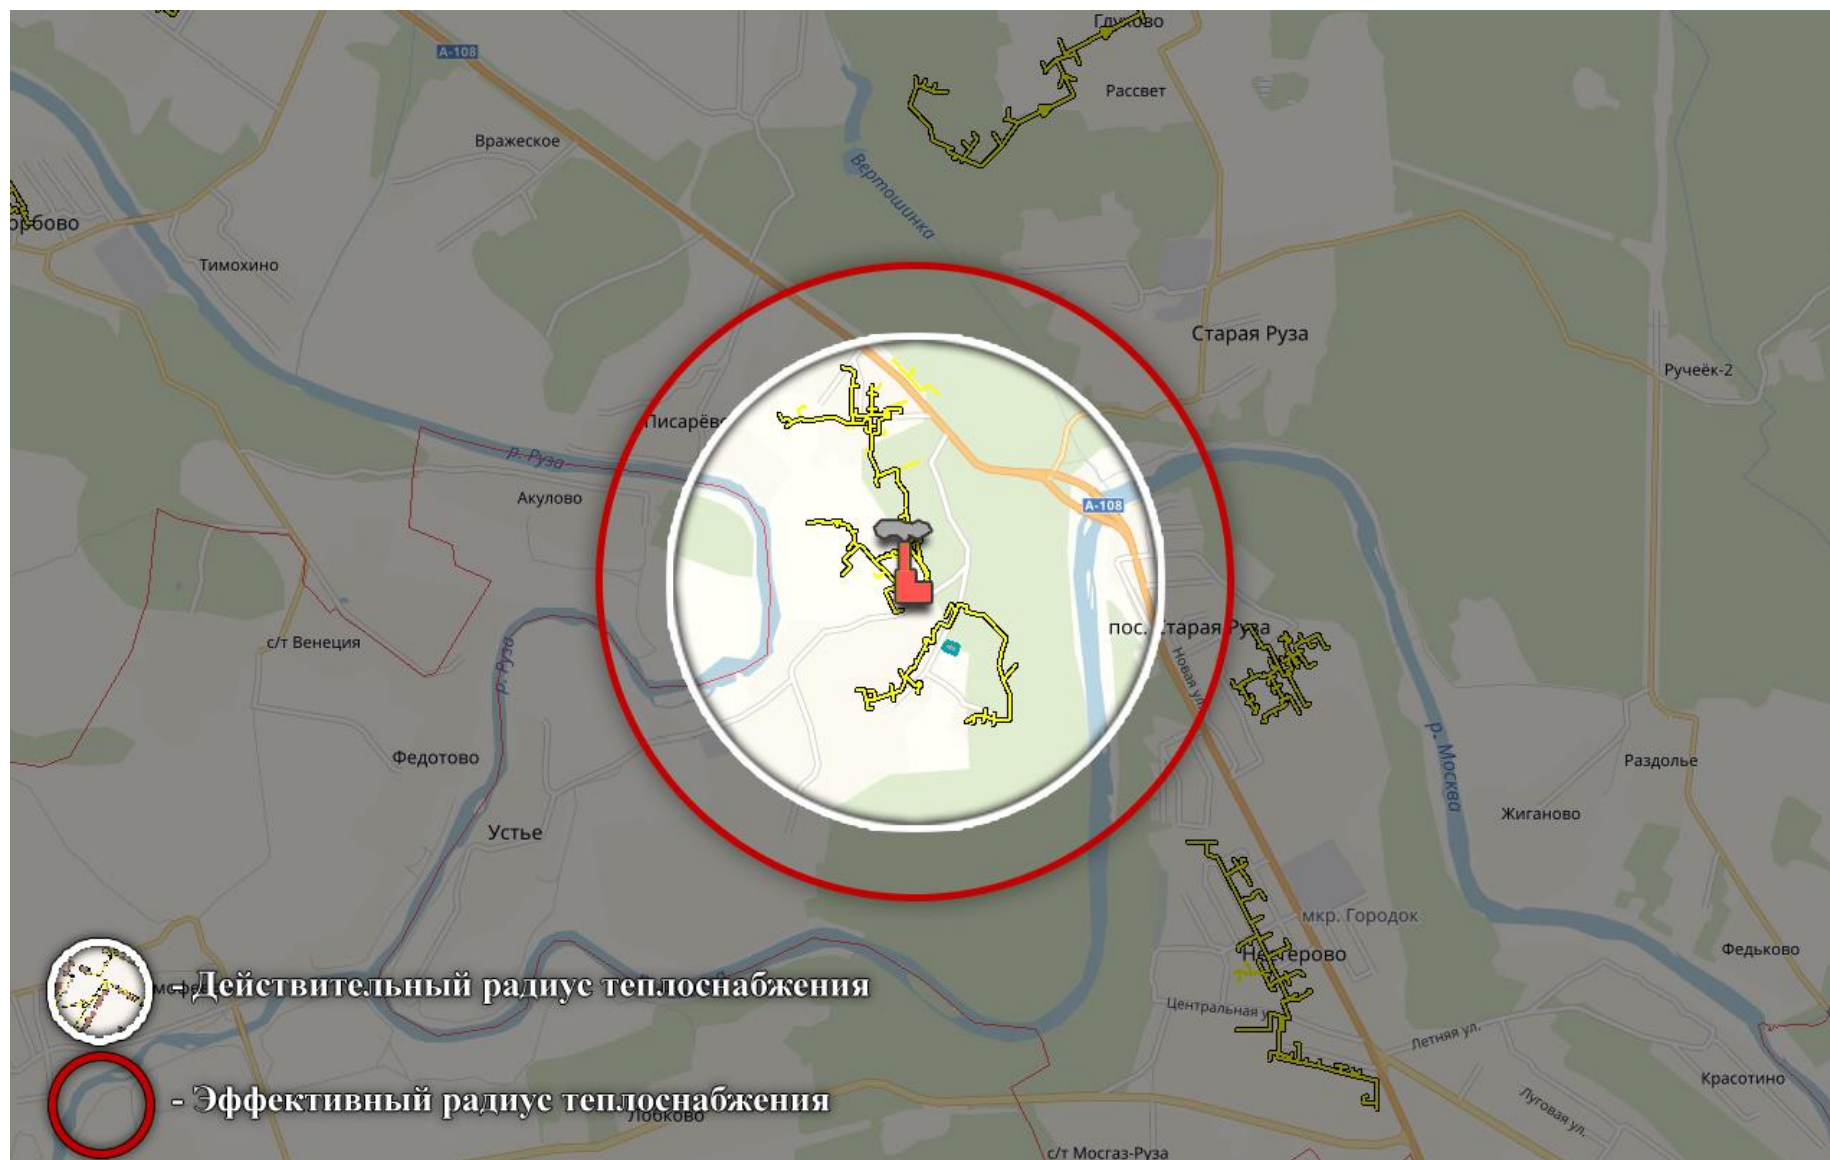 Глухово
А-108
Рассвет
Вражеское
Вертошинка
орбово
Тимохино
Старая Руза
Ручеёк-2
Писарёво
р. Руза
Акулово
А-108
с/т Венеция
р. Руза
пос. Старая Руза
Новая ул.
Федотово
р. Москва
Раздолье
Устье
Жиганово
мкр. Городок
Нестерово
Федьково
- Действительный радиус теплоснабжения
Центральная у
Летняя ул.
Красотино
- Эффективный радиус теплоснабжения
Лобково
Луговая ул.
с/т Мосгаз-Руза